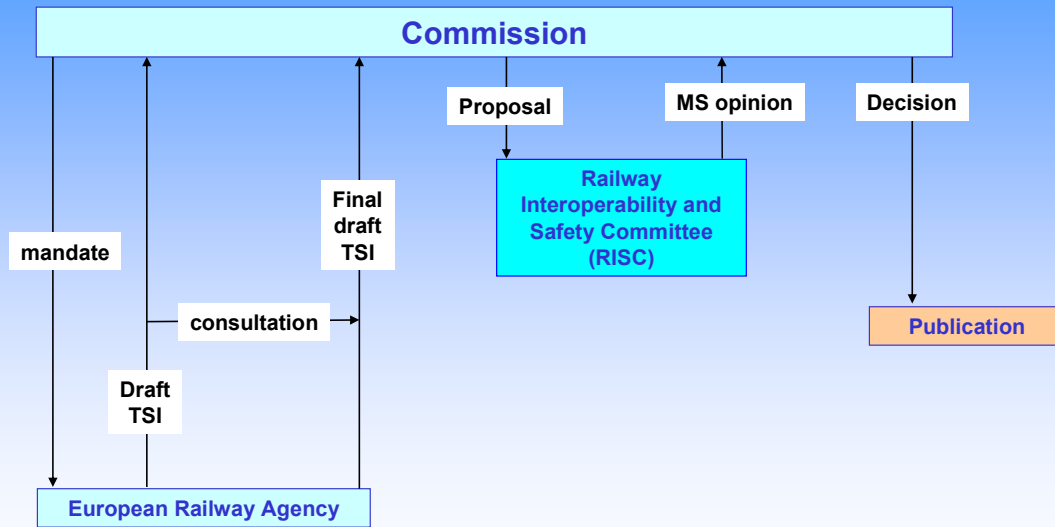 Commission
Proposal
MS opinion
Decision
Railway
Interoperability and
Safety Committee
(RISC)
Final
draft
TSI
mandate
consultation
Publication
Draft
TSI
European Railway Agency